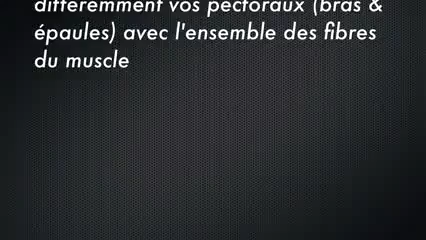 différemment vos pectoraux (bras &
épaules) avec l'ensemble des fibres
du muscle